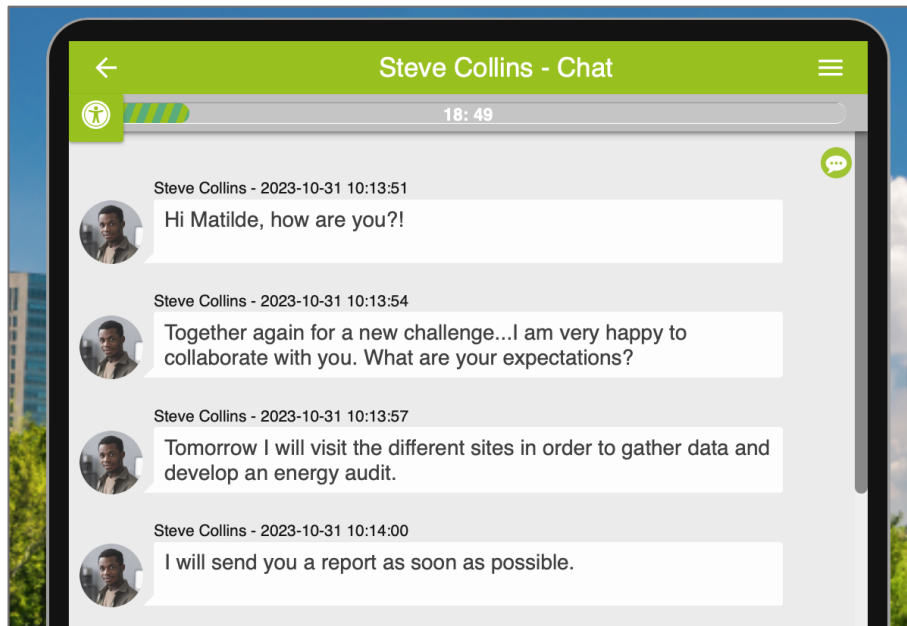 Steve Collins - Chat
18: 49
Steve Collins - 2023-10-31 10:13:51
Hi Matilde, how are you?!
Steve Collins - 2023-10-31 10:13:54
Together again for a new challenge...I am very happy to
collaborate with you. What are your expectations?
Steve Collins - 2023-10-31 10:13:57
Tomorrow I will visit the different sites in order to gather data and
develop an energy audit.
Steve Collins - 2023-10-31 10:14:00
I will send you a report as soon as possible.